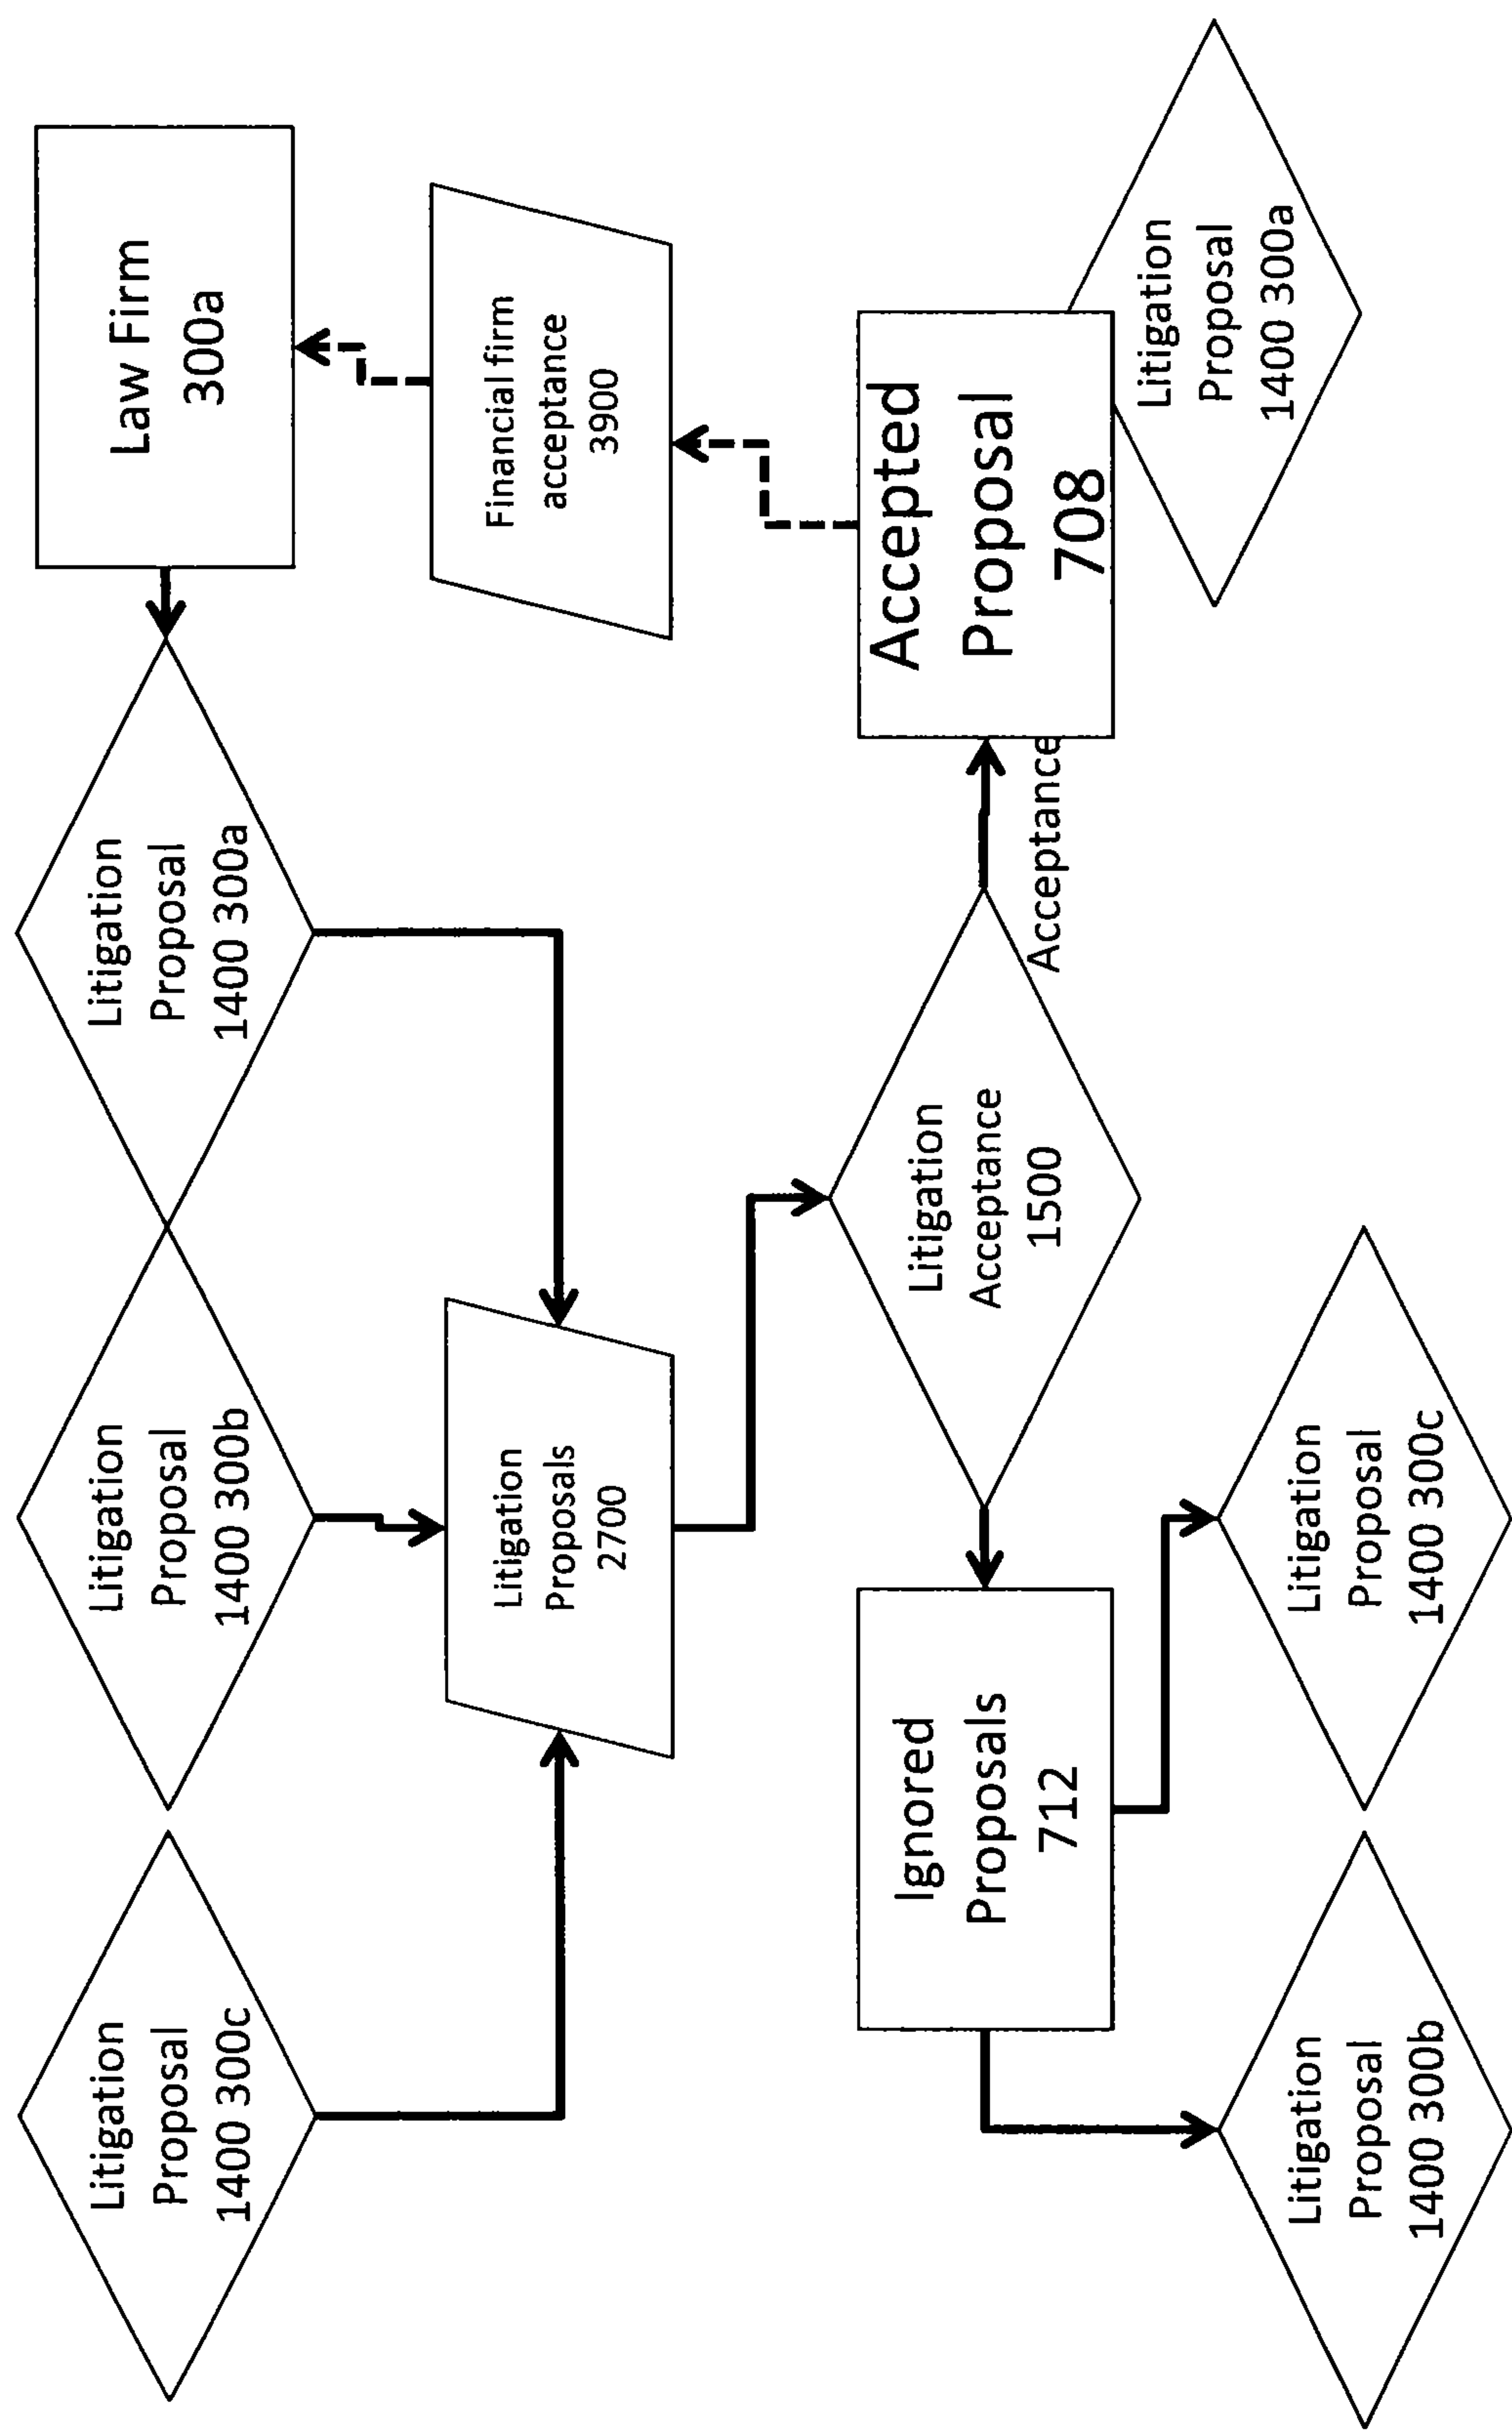 Litigation
Proposal
1400 300c
Litigation
Proposal
1400 300b
Litigation
Proposal
1400 300a
Law Firm
300a
Litigation
Proposals
2700
Financial firm
acceptance
3900
Ignored
Proposals
712
Litigation
Acceptance
1500
Acceptance
Accepted
Proposal
708
Litigation
Proposal
1400 300b
Litigation
Proposal
1400 300c
Litigation
Proposal
1400 300a